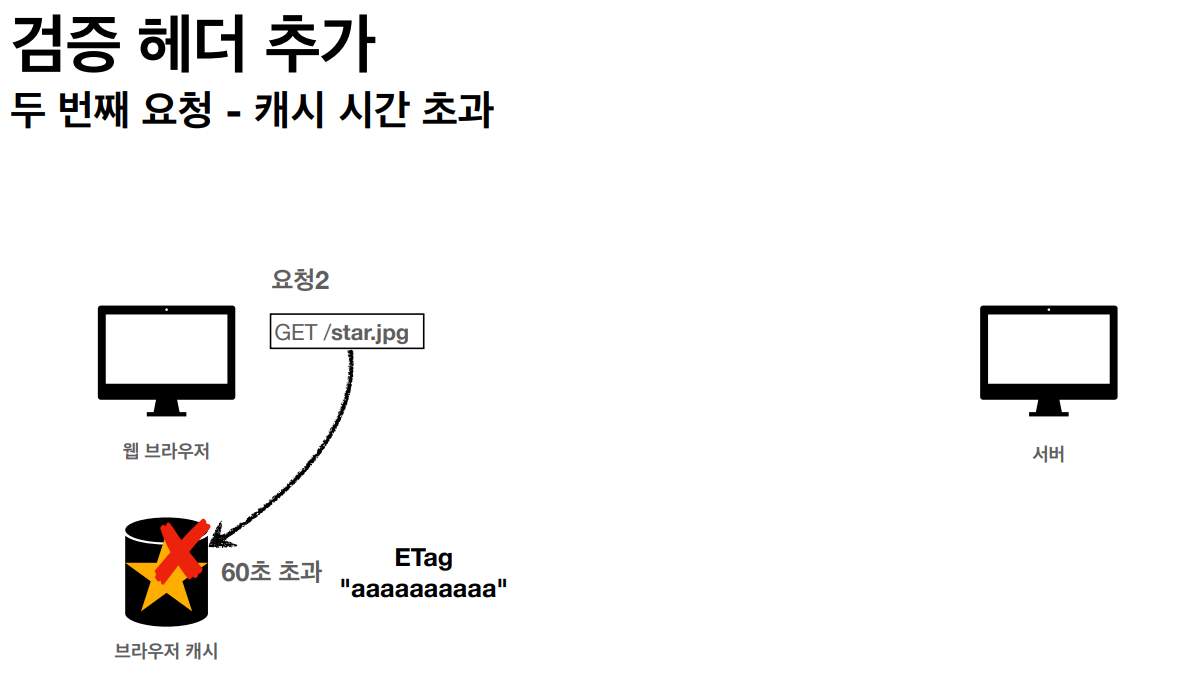 검증 헤더 추가
두 번째 요청 - 캐시 시간 초과
요청2
GET /star.jpg
웹 브라우저
서버
60초 초과
ETag
"aaaaaaaaaa"
브라우저 캐시